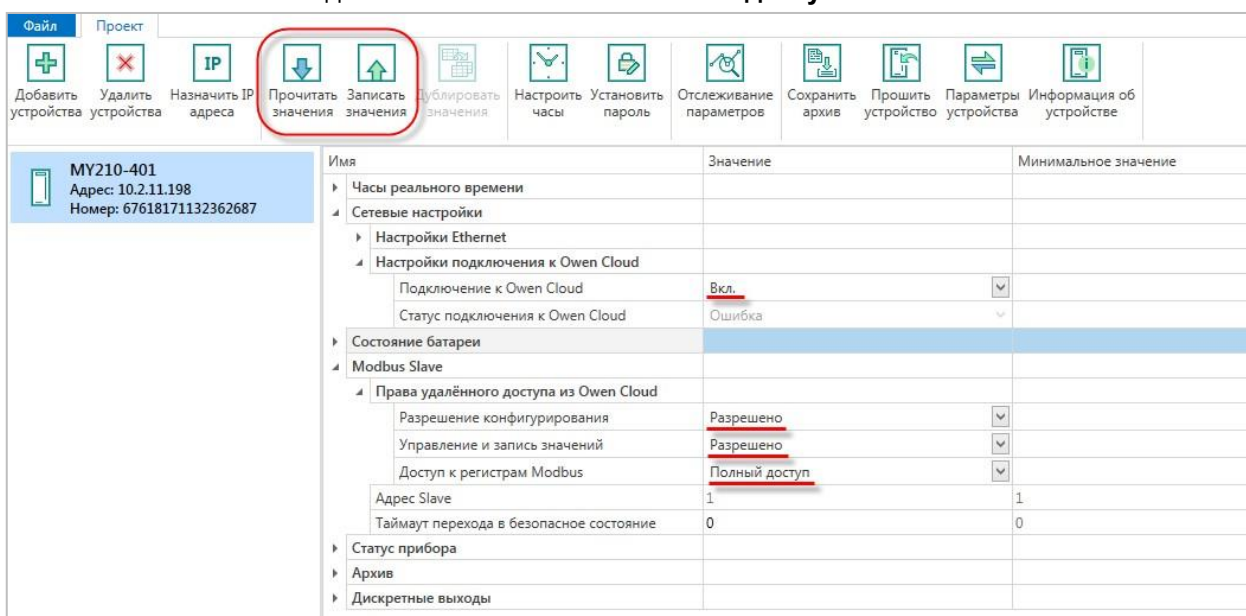 Файл Проект
IP
Добавить устройства Удалить устройства Назначить IP адреса Прочитать значения Записать значения Дублировать значения Настроить часы Установить пароль Отслеживание параметров Сохранить архив Прошить устройство Параметры устройства Информация об устройстве
МУ210-401
Адрес: 10.2.11.198
Номер: 67618171132362687
Имя Значение Минимальное значение
Часы реального времени
Сетевые настройки
Настройки Ethernet
Настройки подключения к Owen Cloud
Подключение к Owen Cloud Вкл.
Статус подключения к Owen Cloud Ошибка
Состояние батареи
Modbus Slave
Права удалённого доступа из Owen Cloud
Разрешение конфигурирования Разрешено
Управление и запись значений Разрешено
Доступ к регистрам Modbus Полный доступ
Адрес Slave 1 1
Таймаут перехода в безопасное состояние 0 0
Статус прибора
Архив
Дискретные выходы